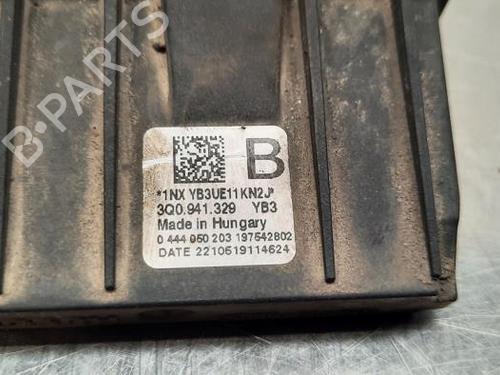 B-PARTS
B
*1NX YB3UE11KN2J*
3Q0.941.329 YB3
Made in Hungary
0 444 050 203 197542802
DATE 2210519114624